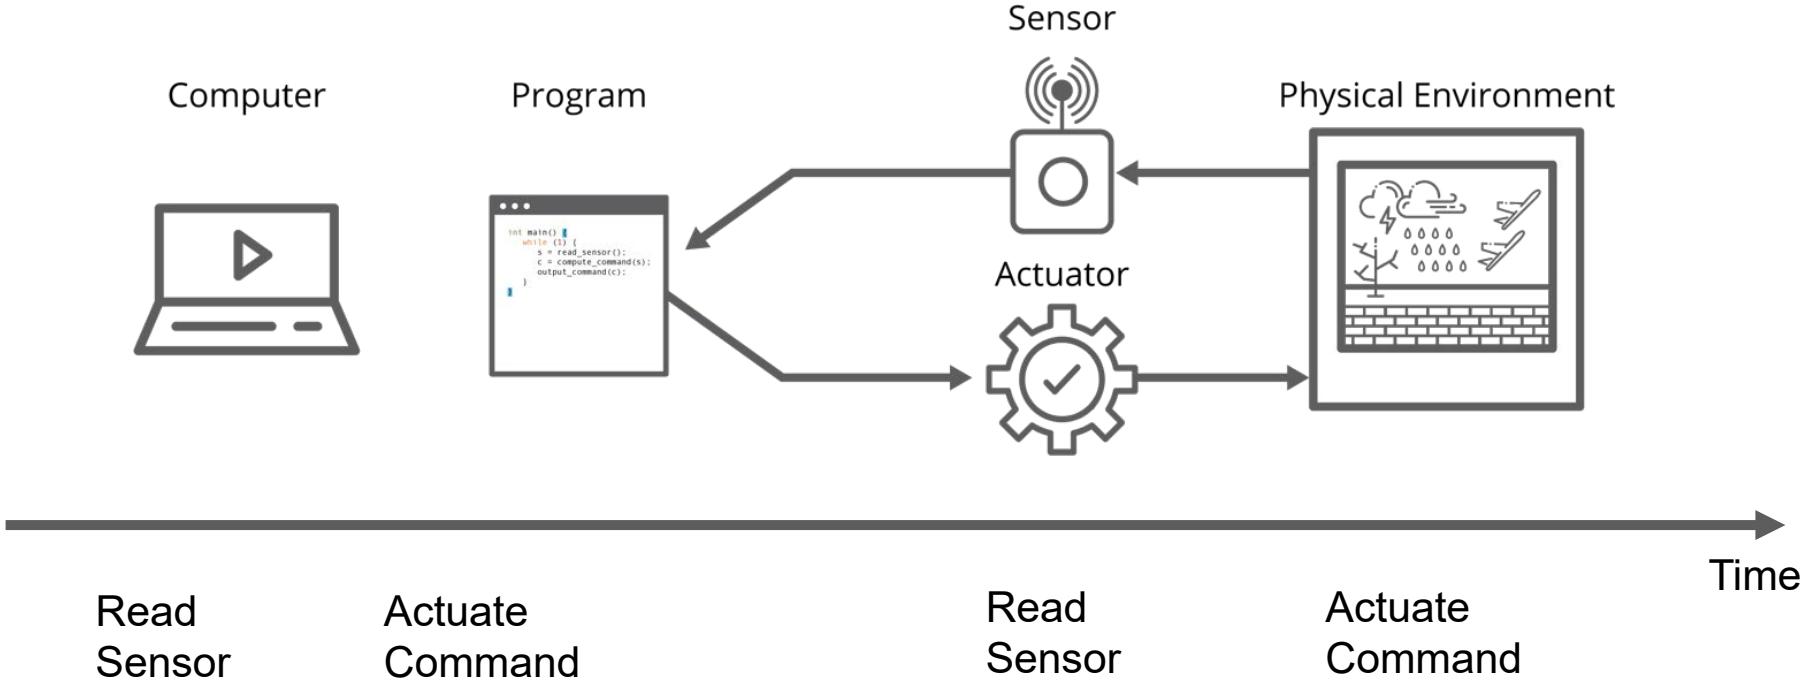 Sensor
Computer
Program
Physical Environment
int main() {
while (1) {
s = read_sensor();
c = compute_command(s);
output_command(c);
}
}
Actuator
Time
Read
Sensor
Actuate
Command
Read
Sensor
Actuate
Command